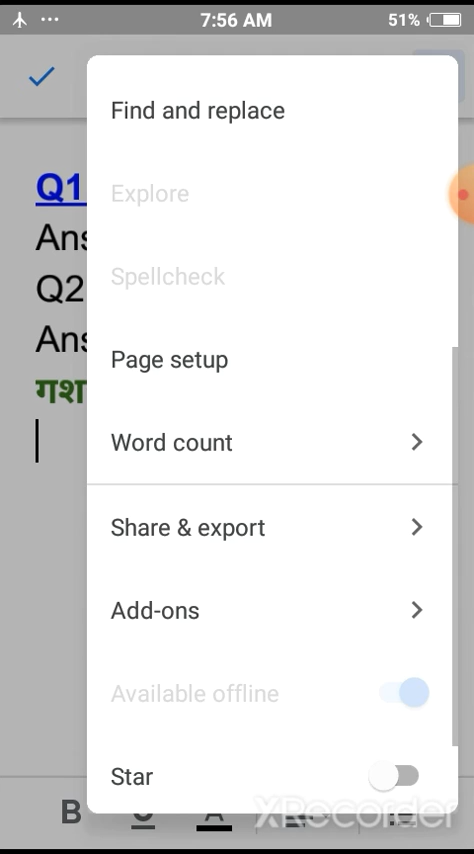 7:56 AM
51%
Find and replace
Q1
Explore
Ans
Spellcheck
Q2
Ans
Page setup
गश
Word count
Share & export
Add-ons
Available offline
Star
B U A
XRecorder